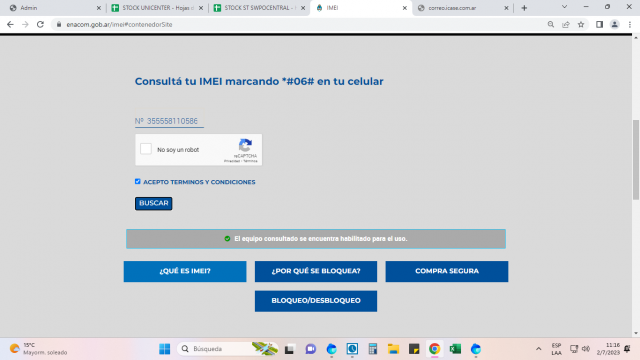 Admin
STOCK UNICENTER - Hojas d
STOCK ST SWPOCENTRAL - H
IMEI
correo.icase.com.ar
enacom.gob.ar/imei#contenedorSite
Consultá tu IMEI marcando *#06# en tu celular
Nº 355558110586
No soy un robot
reCAPTCHA
Privacidad - Términos
ACEPTO TERMINOS Y CONDICIONES
BUSCAR
El equipo consultado se encuentra habilitado para el uso.
¿QUÉ ES IMEI?
¿POR QUÉ SE BLOQUEA?
COMPRA SEGURA
BLOQUEO/DESBLOQUEO
15°C
Mayorm. soleado
Búsqueda
ESP
LAA
11:16
2/7/2023